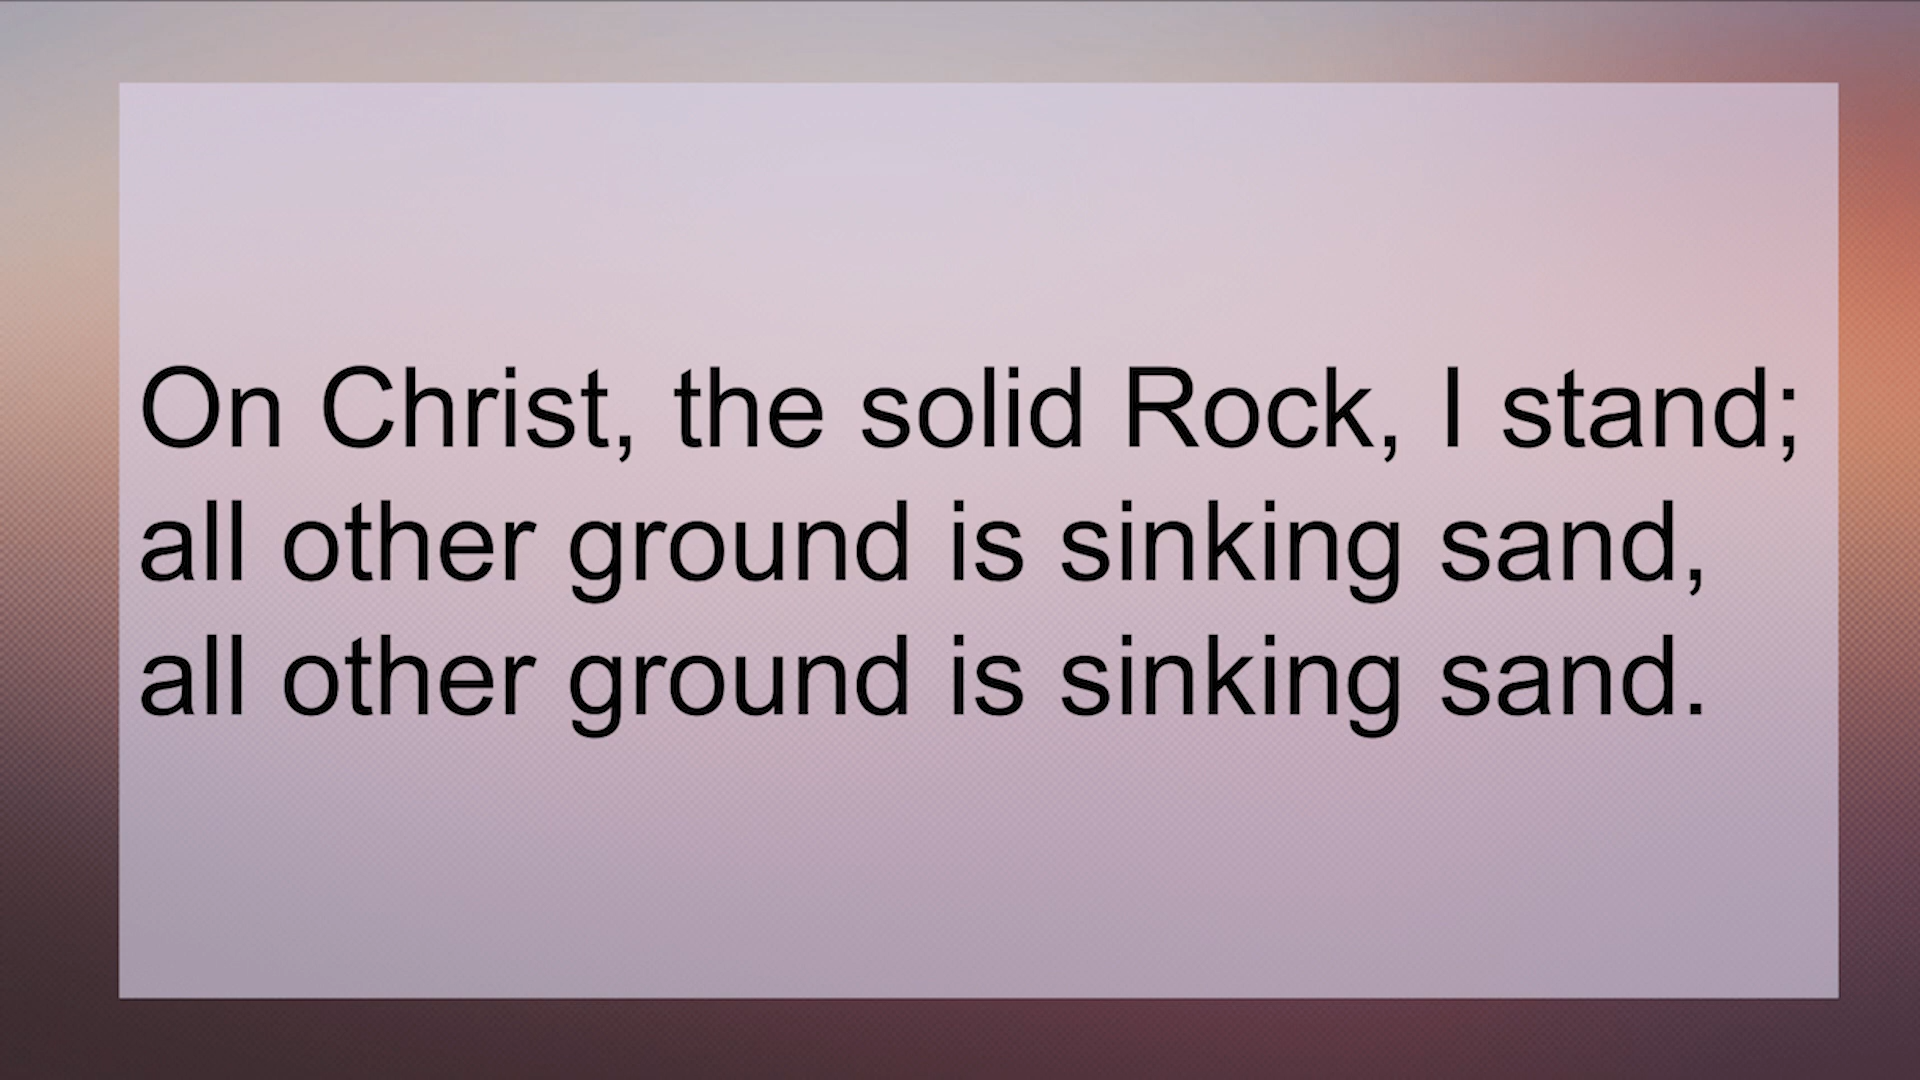 On Christ, the solid Rock, I stand;
all other ground is sinking sand,
all other ground is sinking sand.